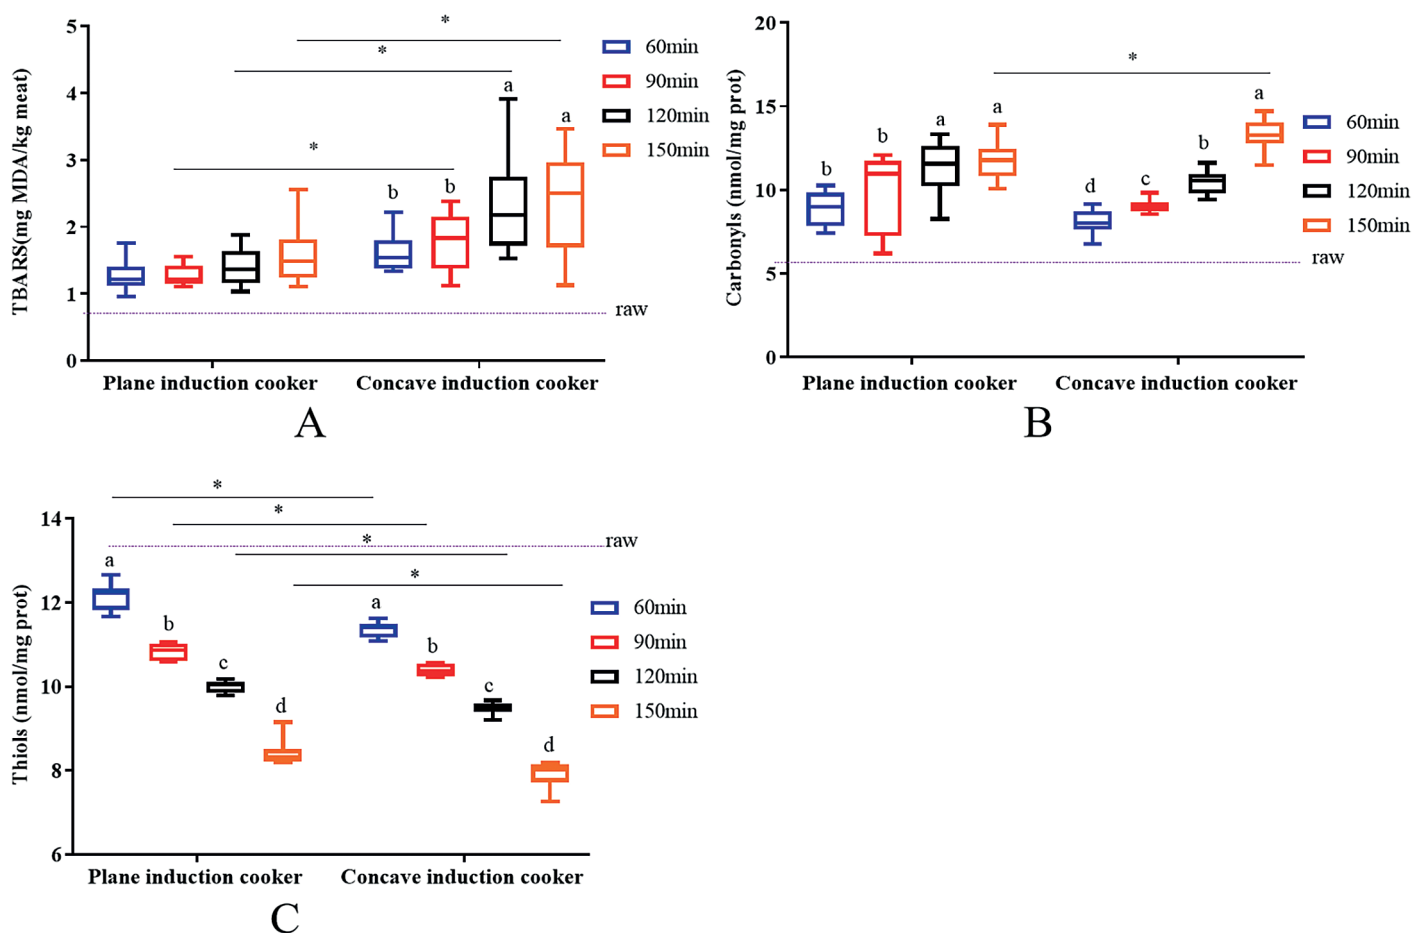 TBARS(mg MDA/kg meat)
5
4
3
2
1
0
*
*
*
a
a
b
b
60min
90min
120min
150min
raw
Plane induction cooker
Concave induction cooker
A
Carbonyls (nmol/mg prot)
20
15
10
5
0
*
b
b
a
a
d
c
b
a
60min
90min
120min
150min
raw
Plane induction cooker
Concave induction cooker
B
Thiols (nmol/mg prot)
14
12
10
8
6
*
*
*
*
raw
a
b
c
d
a
b
c
d
60min
90min
120min
150min
Plane induction cooker
Concave induction cooker
C